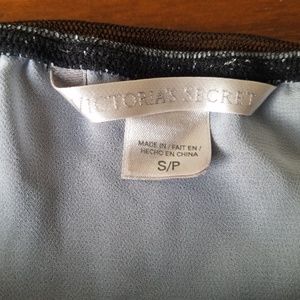 VICTORIA'S SECRET
MADE IN / FAIT EN /
HECHO EN CHINA
S/P